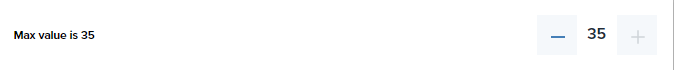 Max value is 35
− 35 +